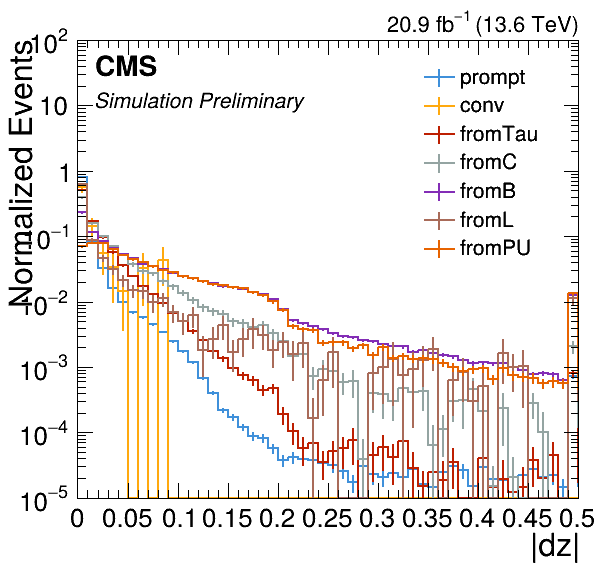 20.9 fb⁻¹ (13.6 TeV)
CMS
Simulation Preliminary
prompt
conv
fromTau
fromC
fromB
fromL
fromPU
Normalized Events
10²
10
1
10⁻¹
10⁻²
10⁻³
10⁻⁴
10⁻⁵
0 0.05 0.1 0.15 0.2 0.25 0.3 0.35 0.4 0.45 0.5
|dz|